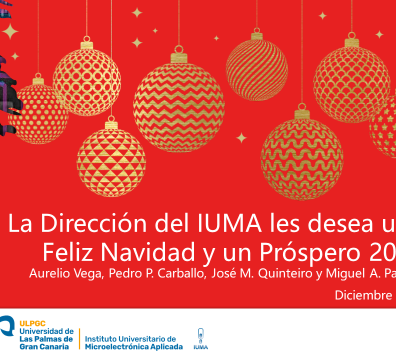 La Dirección del IUMA les desea u
Feliz Navidad y un Próspero 20
Aurelio Vega, Pedro P. Carballo, José M. Quinteiro y Miguel A. Pa
Diciembre
ULPGC
Universidad de
Las Palmas de
Gran Canaria
Instituto Universitario de
Microelectrónica Aplicada
IUMA